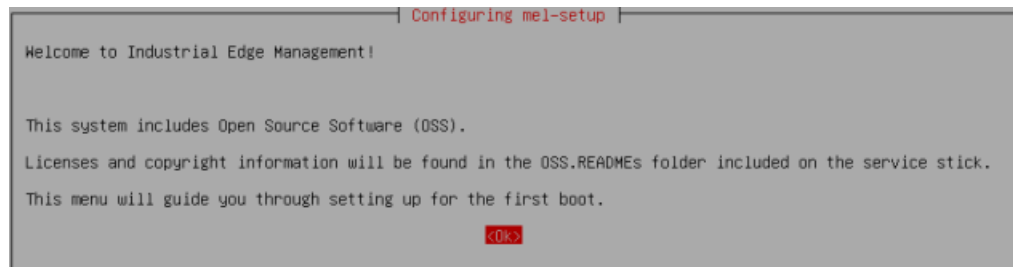 Configuring mel-setup
Welcome to Industrial Edge Management!
This system includes Open Source Software (OSS).
Licenses and copyright information will be found in the OSS.READMEs folder included on the service stick.
This menu will guide you through setting up for the first boot.
<Ok>